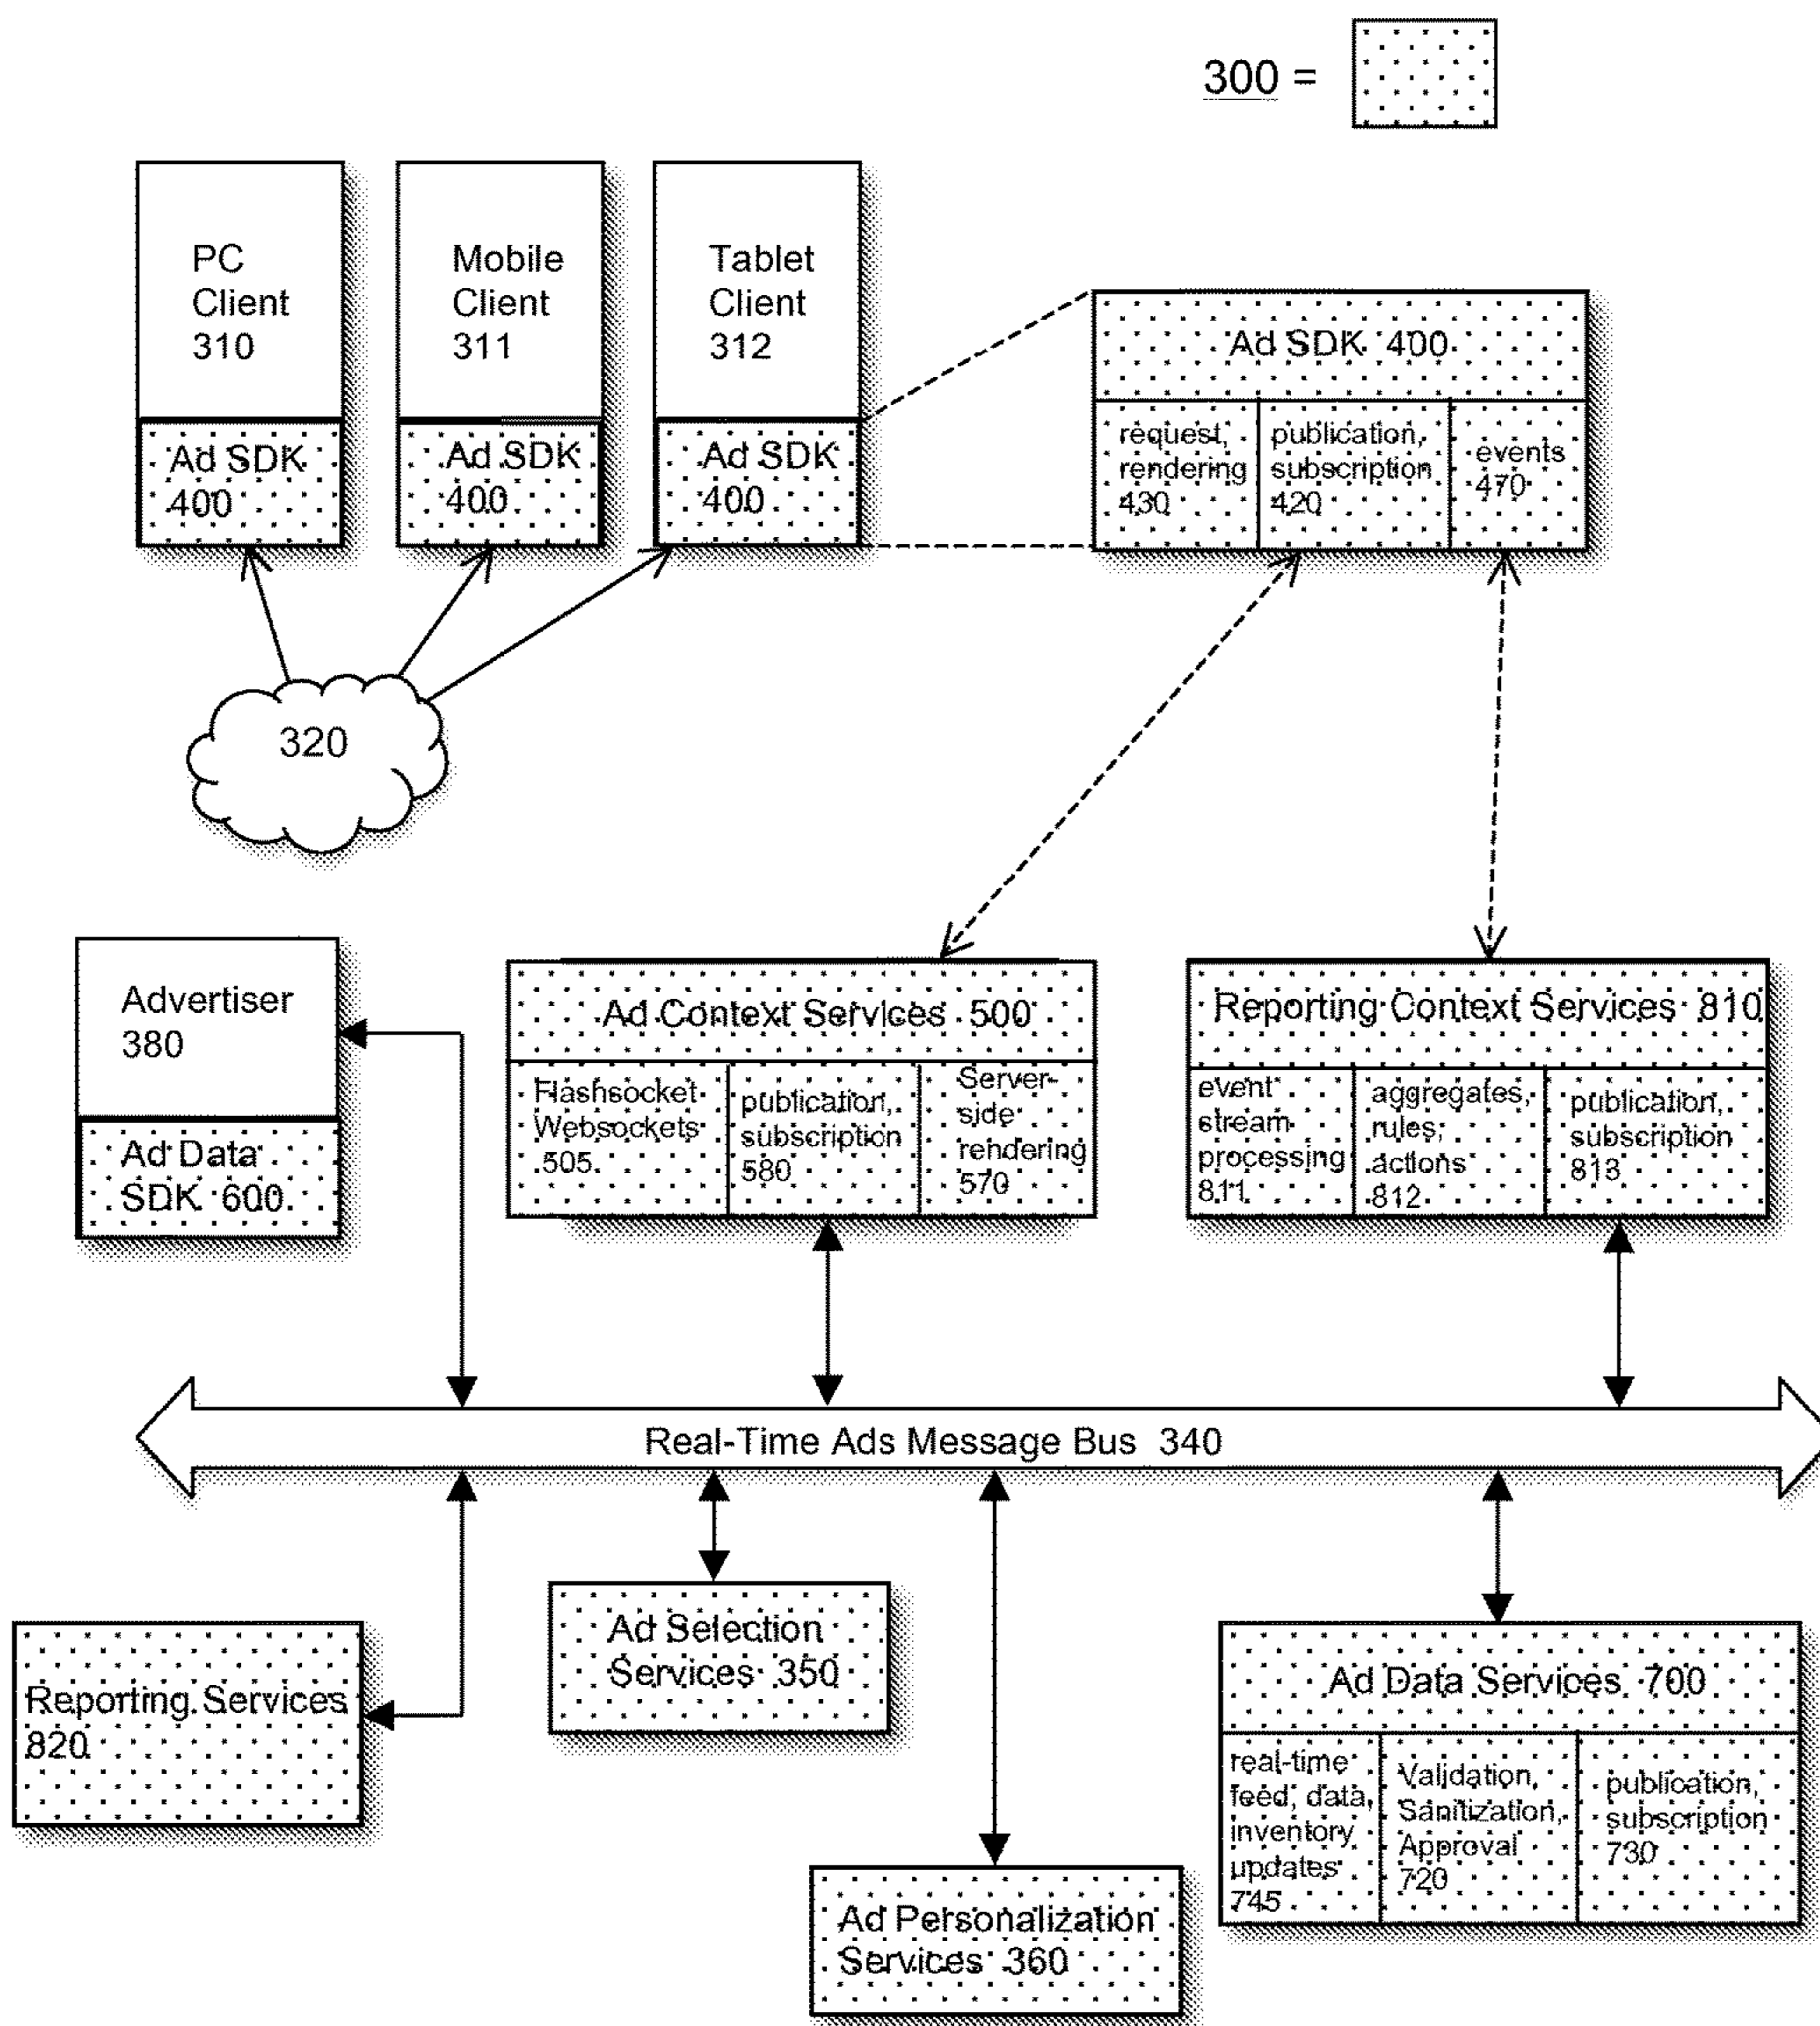 300 =
PC
Client
310
Mobile
Client
311
Tablet
Client
312
Ad SDK
400
Ad SDK
400
Ad SDK
400
Ad SDK 400
request,
rendering
430
publication,
subscription
420
events
470
320
Advertiser
380
Ad Data
SDK 600
Ad Context Services 500
Flashsocket
Websockets
505
publication,
subscription
580
Server-
side
rendering
570
Reporting Context Services 810
event
stream
processing
811
aggregates,
rules,
actions
812
publication,
subscription
813
Real-Time Ads Message Bus 340
Reporting Services
820
Ad Selection
Services 350
Ad Personalization
Services 360
Ad Data Services 700
real-time
feed, data,
inventory
updates
745
Validation,
Sanitization,
Approval
720
publication,
subscription
730